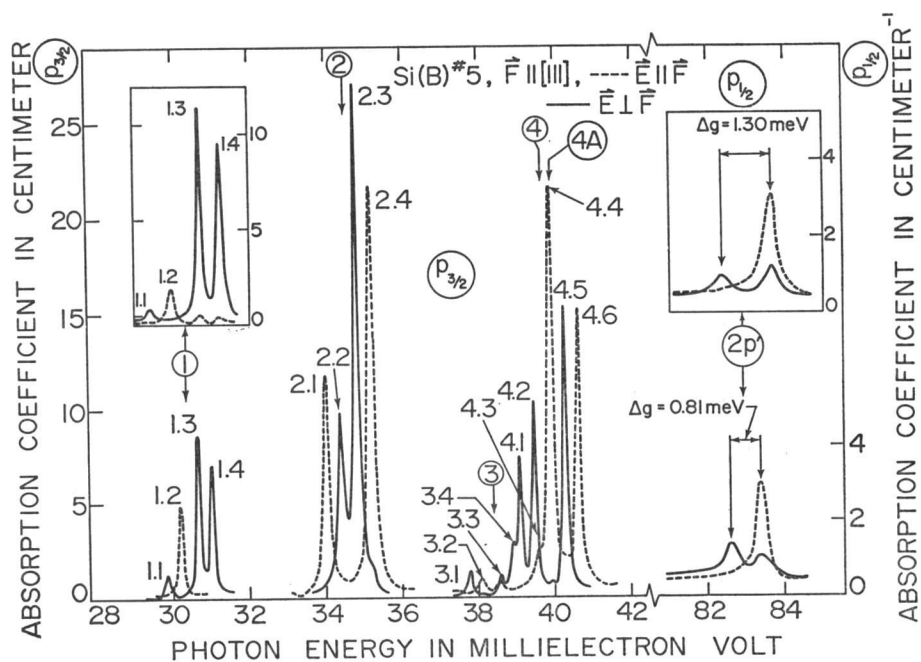 ABSORPTION COEFFICIENT IN CENTIMETER
p3/2
25
20
15
10
5
0
Si(B)#5, F⃗ || [111], ---- E⃗ || F⃗
— E⃗ ⊥ F⃗
1.3
1.4
1.2
1.1
10
5
0
1
1.3
1.4
1.2
1.1
2
2.3
2.4
2.2
2.1
p3/2
4
4A
4.4
4.5
4.6
4.2
4.3
4.1
3
3.4
3.3
3.2
3.1
p1/2
Δg = 1.30 meV
4
2
0
2p'
Δg = 0.81 meV
4
2
0
p1/2
ABSORPTION COEFFICIENT IN CENTIMETER-1
28 30 32 34 36 38 40 42 82 84
PHOTON ENERGY IN MILLIELECTRON VOLT